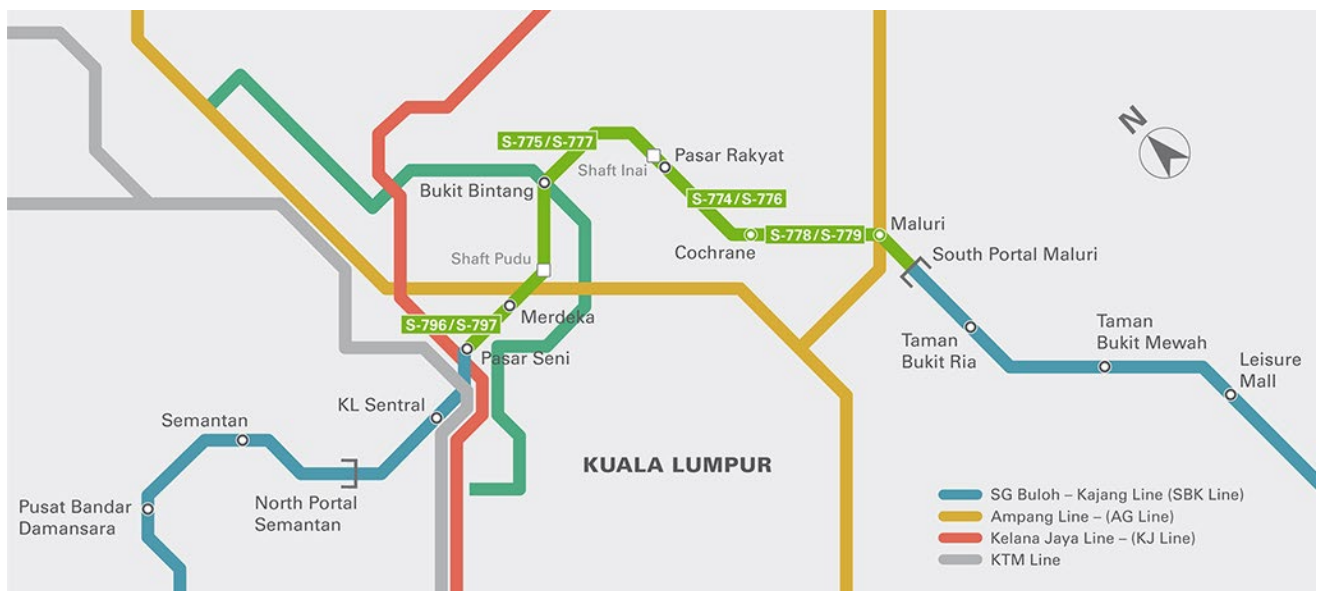 N
S-775/S-777
Pasar Rakyat
Shaft Inai
Bukit Bintang
S-774/S-776
Maluri
S-778/S-779
Cochrane
South Portal Maluri
Shaft Pudu
Merdeka
S-796/S-797
Pasar Seni
Taman
Bukit Ria
Taman
Bukit Mewah
Leisure
Mall
KL Sentral
Semantan
KUALA LUMPUR
North Portal
Semantan
Pusat Bandar
Damansara
SG Buloh – Kajang Line (SBK Line)
Ampang Line – (AG Line)
Kelana Jaya Line – (KJ Line)
KTM Line